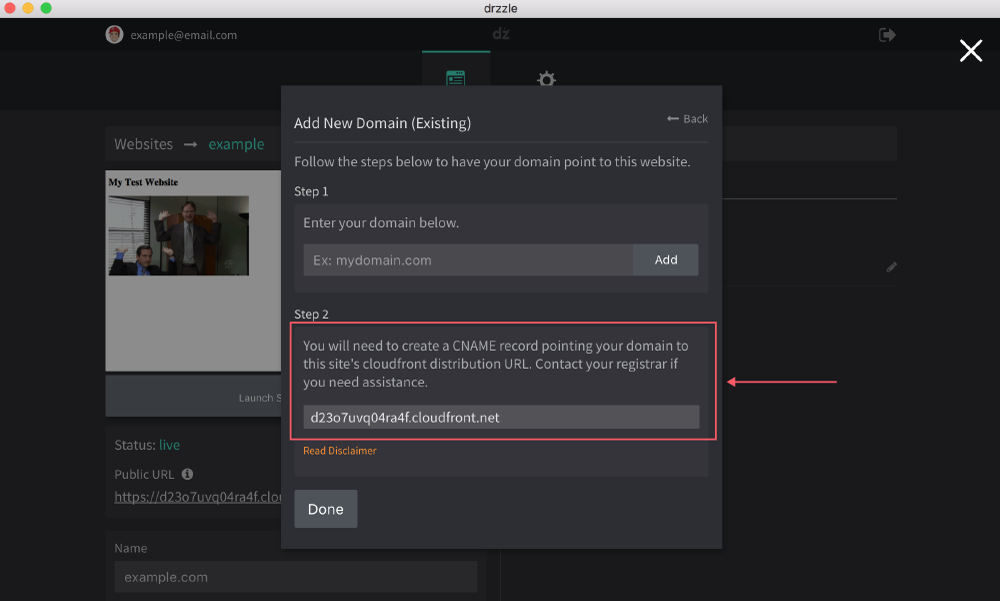 drzzle
example@email.com
dz
Websites → example
My Test Website
Launch S
Status: live
Public URL
https://d23o7uvq04ra4f.clou
Name
example.com
Add New Domain (Existing)
← Back
Follow the steps below to have your domain point to this website.
Step 1
Enter your domain below.
Ex: mydomain.com
Add
Step 2
You will need to create a CNAME record pointing your domain to
this site's cloudfront distribution URL. Contact your registrar if
you need assistance.
d23o7uvq04ra4f.cloudfront.net
Read Disclaimer
Done